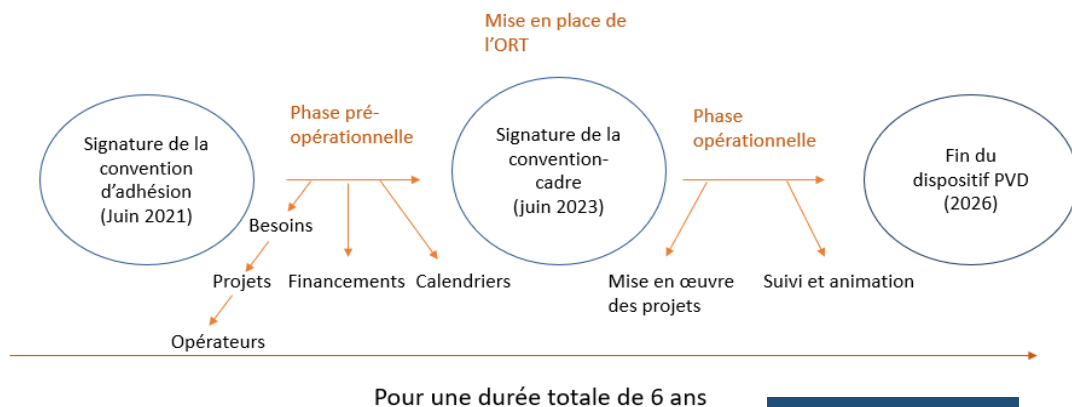 Mise en place de
l'ORT
Signature de la
convention
d'adhésion
(Juin 2021)
Phase pré-
opérationnelle
Signature de la
convention-
cadre
(juin 2023)
Phase
opérationnelle
Fin du
dispositif PVD
(2026)
Besoins
Projets
Financements
Calendriers
Opérateurs
Mise en œuvre
des projets
Suivi et animation
Pour une durée totale de 6 ans